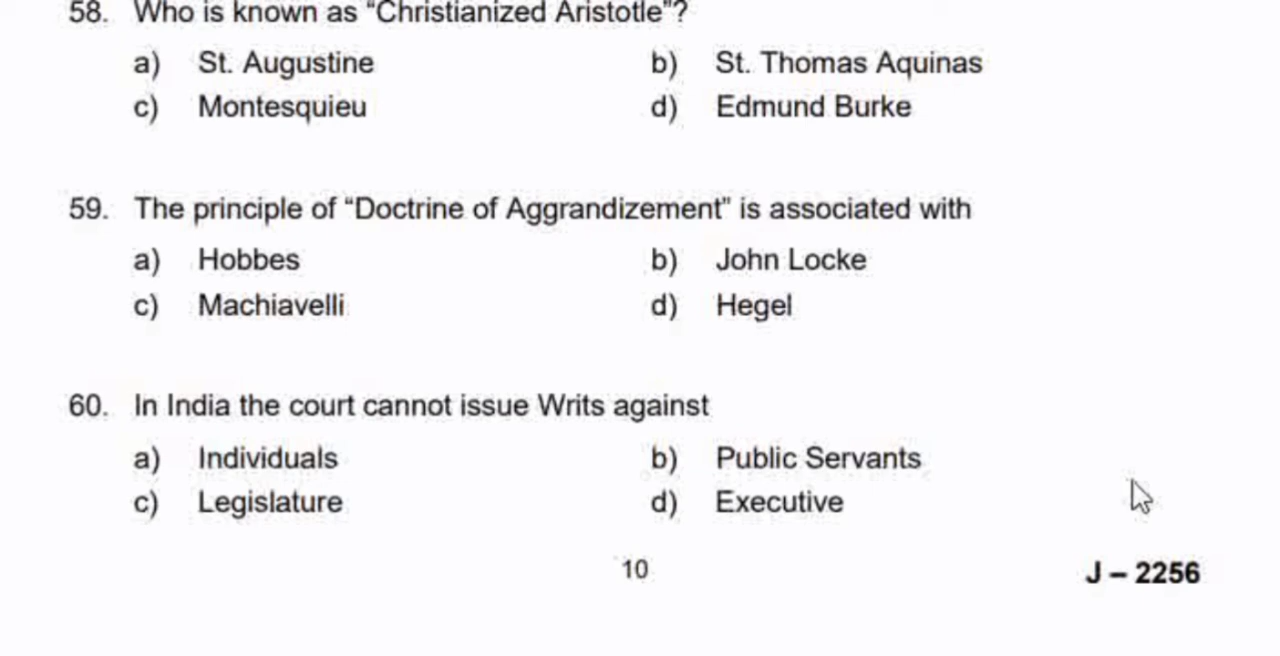 58. Who is known as “Christianized Aristotle”?
a) St. Augustine b) St. Thomas Aquinas
c) Montesquieu d) Edmund Burke
59. The principle of “Doctrine of Aggrandizement” is associated with
a) Hobbes b) John Locke
c) Machiavelli d) Hegel
60. In India the court cannot issue Writs against
a) Individuals b) Public Servants
c) Legislature d) Executive
10 J – 2256